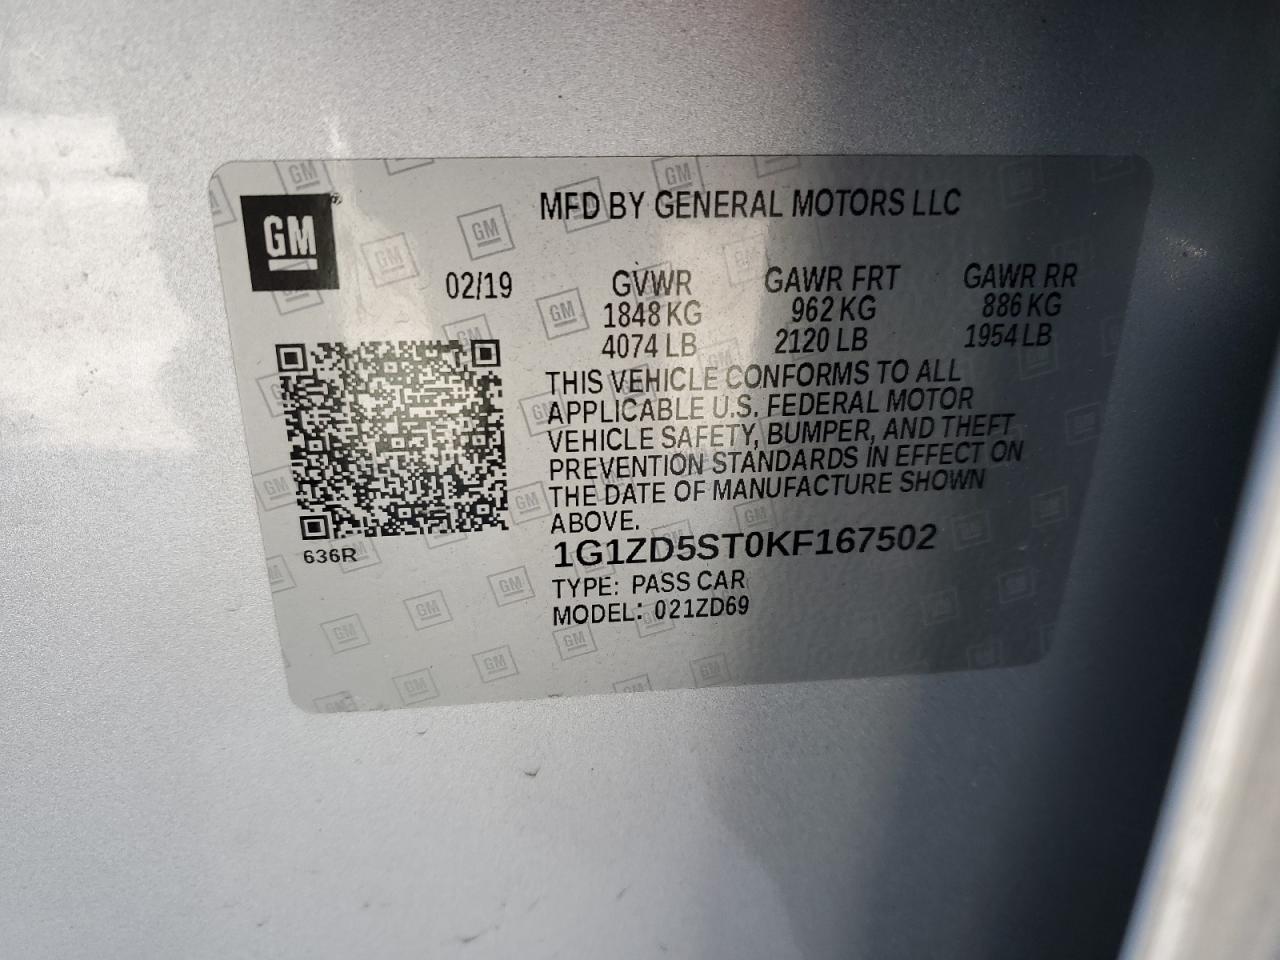 GM
MFD BY GENERAL MOTORS LLC
02/19
GVWR GAWR FRT GAWR RR
1848 KG 962 KG 886 KG
4074 LB 2120 LB 1954 LB
THIS VEHICLE CONFORMS TO ALL
APPLICABLE U.S. FEDERAL MOTOR
VEHICLE SAFETY, BUMPER, AND THEFT
PREVENTION STANDARDS IN EFFECT ON
THE DATE OF MANUFACTURE SHOWN
ABOVE.
636R
1G1ZD5ST0KF167502
TYPE: PASS CAR
MODEL: 021ZD69